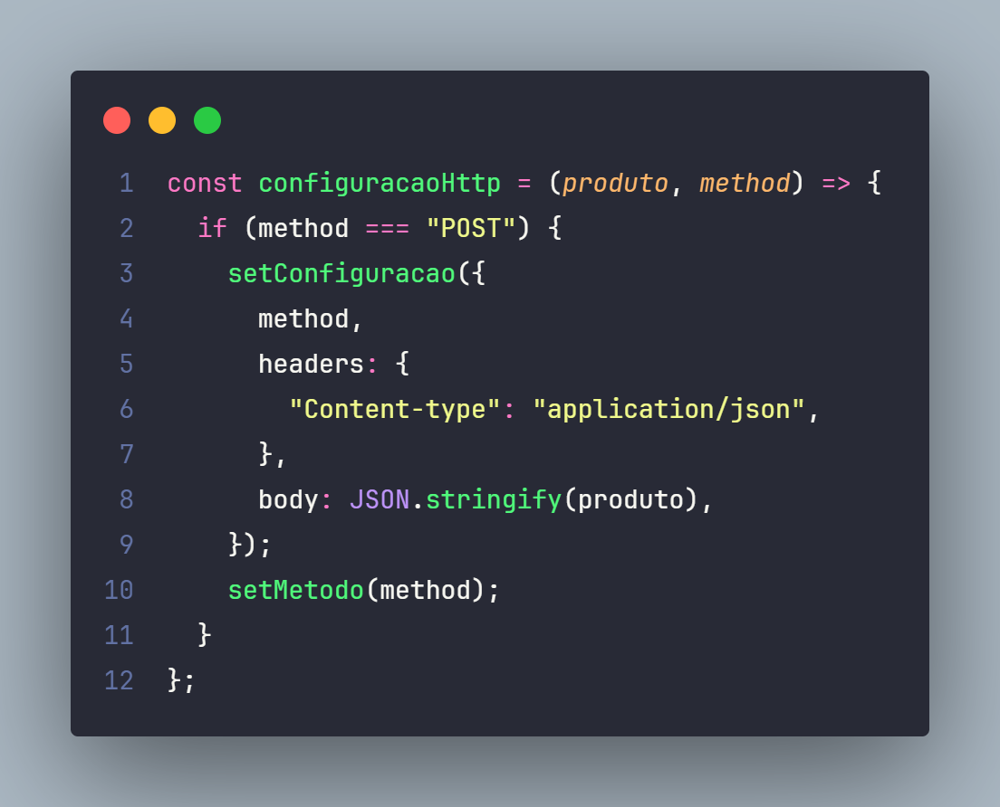 1 const configuracaoHttp = (produto, method) => {
2   if (method === "POST") {
3     setConfiguracao({
4       method,
5       headers: {
6         "Content-type": "application/json",
7       },
8       body: JSON.stringify(produto),
9     });
10     setMetodo(method);
11   }
12 };